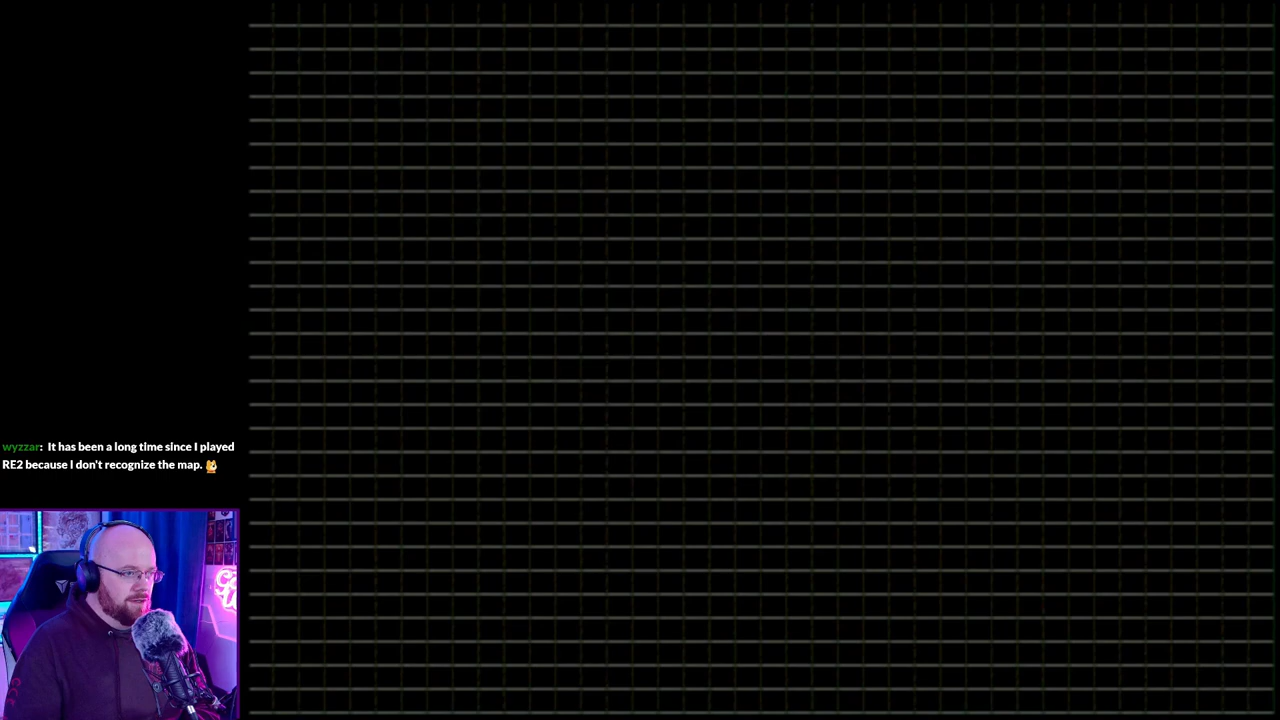 wyzzar: It has been a long time since I played
RE2 because I don't recognize the map.